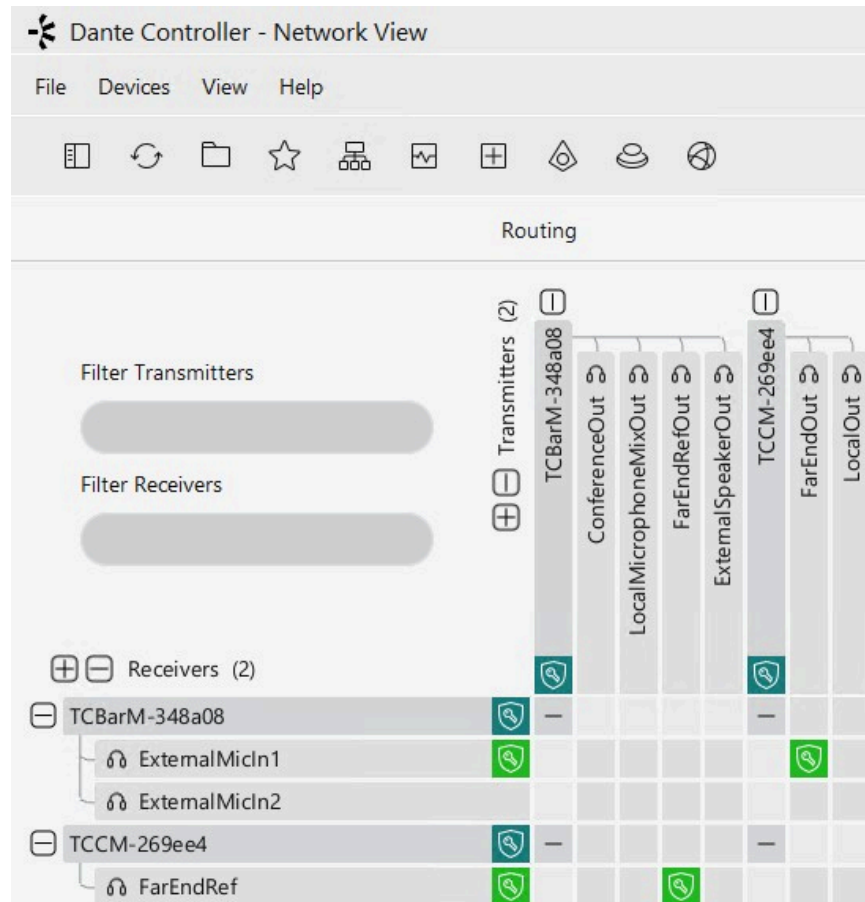 Dante Controller - Network View
File Devices View Help
Routing
Filter Transmitters
Filter Receivers
Transmitters (2)
TCBarM-348a08
ConferenceOut
LocalMicrophoneMixOut
FarEndRefOut
ExternalSpeakerOut
TCCM-269ee4
FarEndOut
LocalOut
Receivers (2)
TCBarM-348a08
ExternalMicIn1
ExternalMicIn2
TCCM-269ee4
FarEndRef